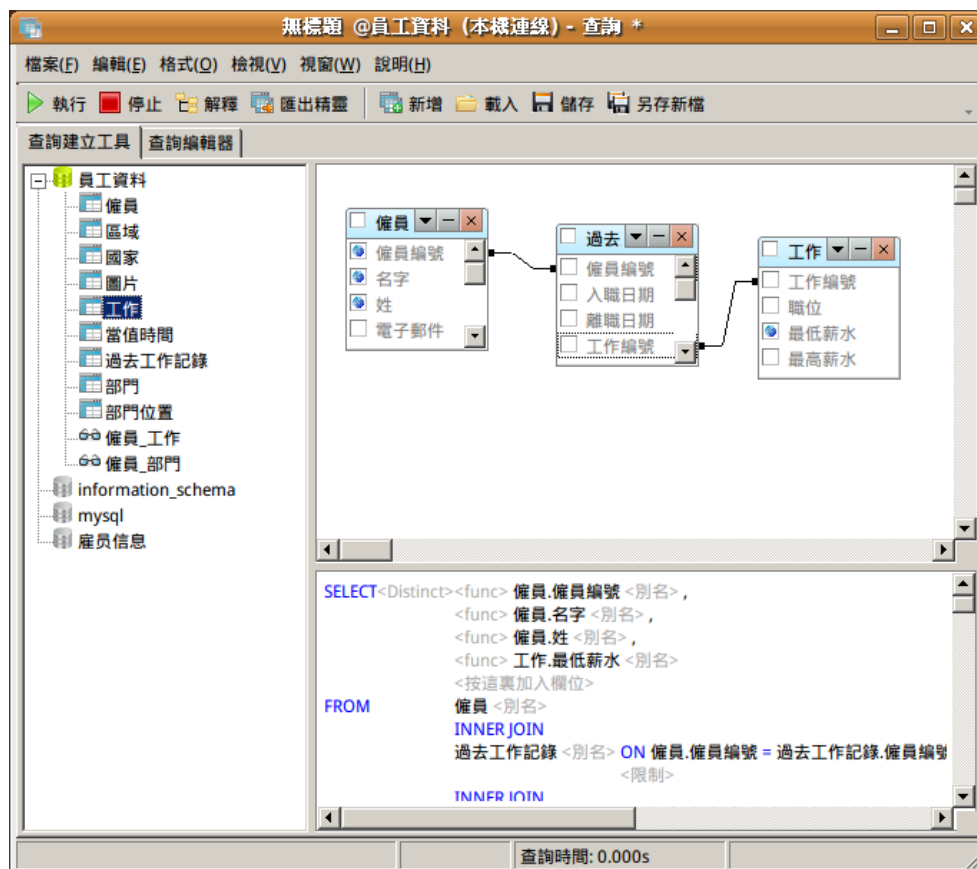 無標題 @員工資料 (本機連線) - 查詢 *
檔案(F) 編輯(E) 格式(O) 檢視(V) 視窗(W) 說明(H)
執行 停止 解釋 匯出精靈 新增 載入 儲存 另存新檔
查詢建立工具 查詢編輯器
員工資料
僱員
區域
國家
圖片
工作
當值時間
過去工作記錄
部門
部門位置
僱員_工作
僱員_部門
information_schema
mysql
雇员信息
僱員
僱員編號
名字
姓
電子郵件
過去
僱員編號
入職日期
離職日期
工作編號
工作
工作編號
職位
最低薪水
最高薪水
SELECT<Distinct><func> 僱員.僱員編號 <別名> ,
<func> 僱員.名字 <別名> ,
<func> 僱員.姓 <別名> ,
<func> 工作.最低薪水 <別名>
<按這裏加入欄位>
FROM 僱員 <別名>
INNER JOIN
過去工作記錄 <別名> ON 僱員.僱員編號 = 過去工作記錄.僱員編號
<限制>
INNER JOIN
查詢時間: 0.000s